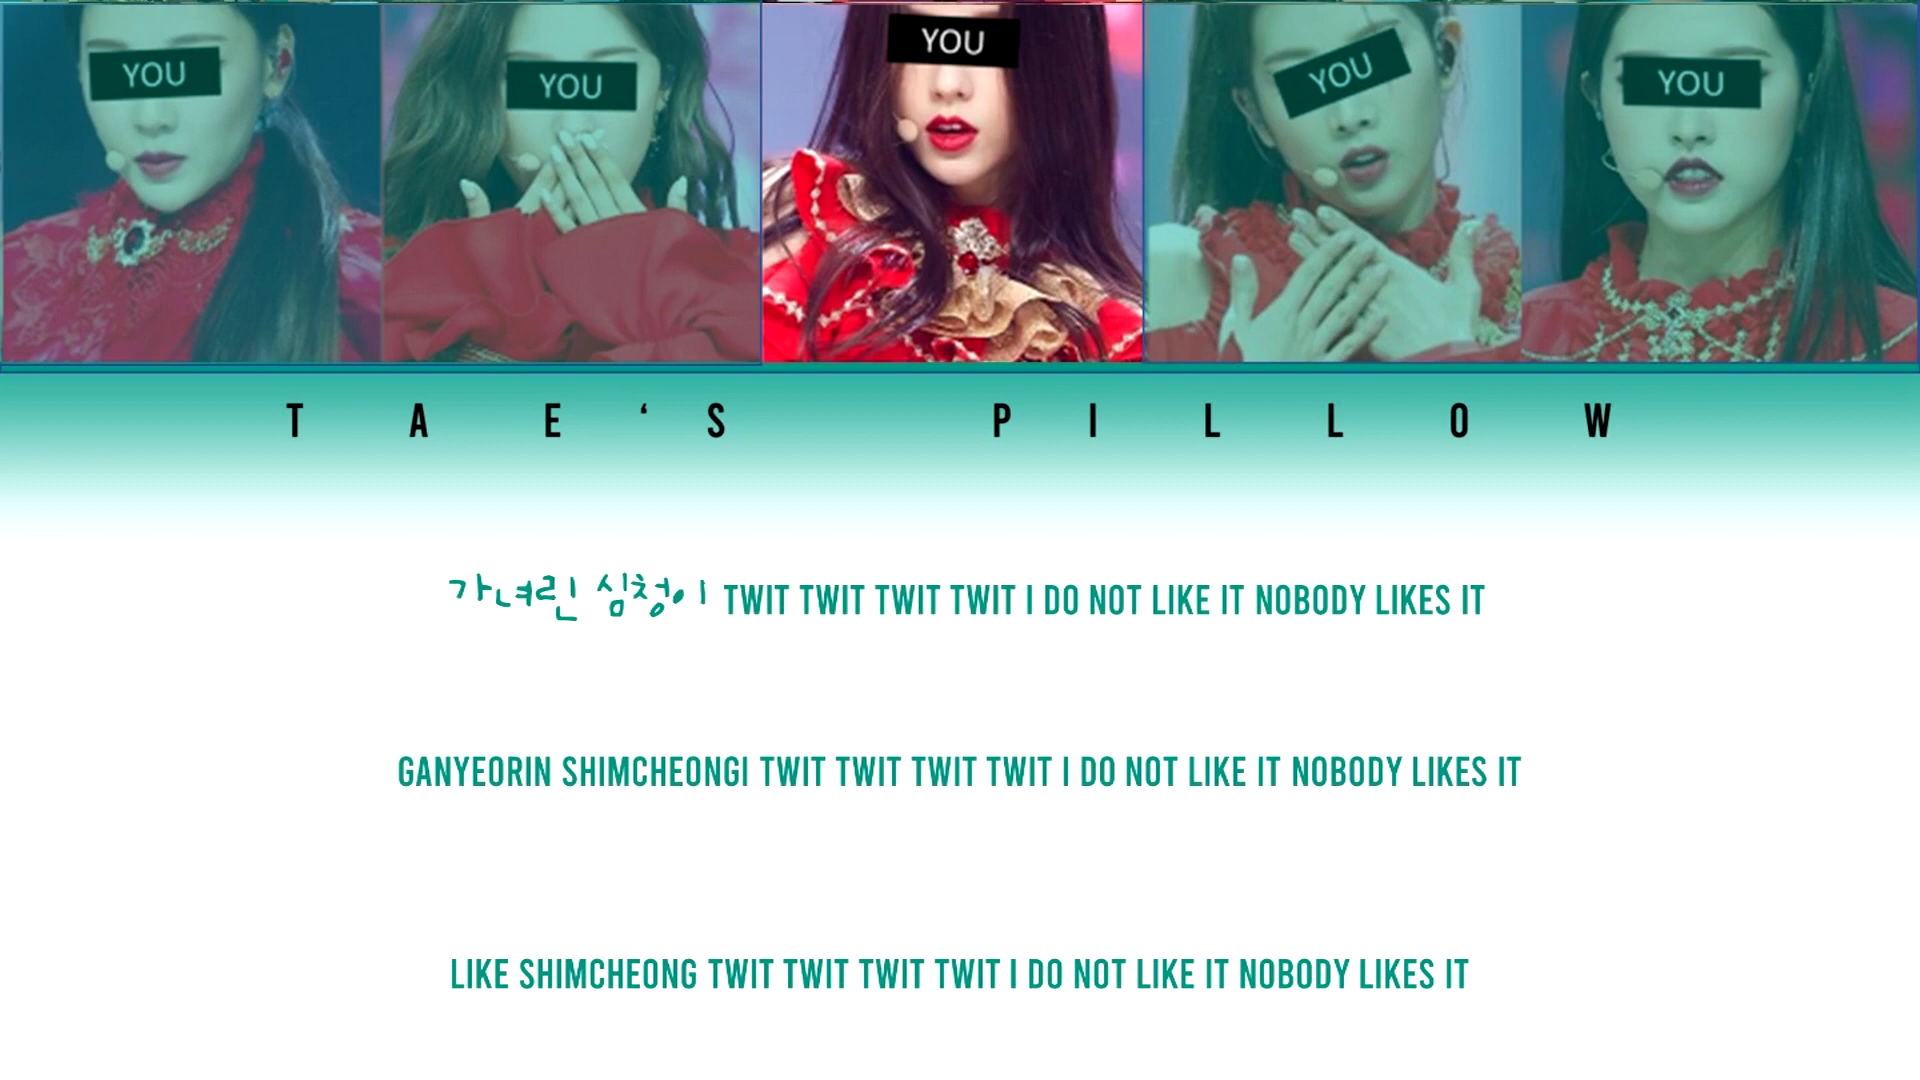 YOU YOU YOU YOU YOU
TAE‘S PILLOW
가녀린 심청이 TWIT TWIT TWIT TWIT I DO NOT LIKE IT NOBODY LIKES IT
GANYEORIN SHIMCHEONGI TWIT TWIT TWIT TWIT I DO NOT LIKE IT NOBODY LIKES IT
LIKE SHIMCHEONG TWIT TWIT TWIT TWIT I DO NOT LIKE IT NOBODY LIKES IT